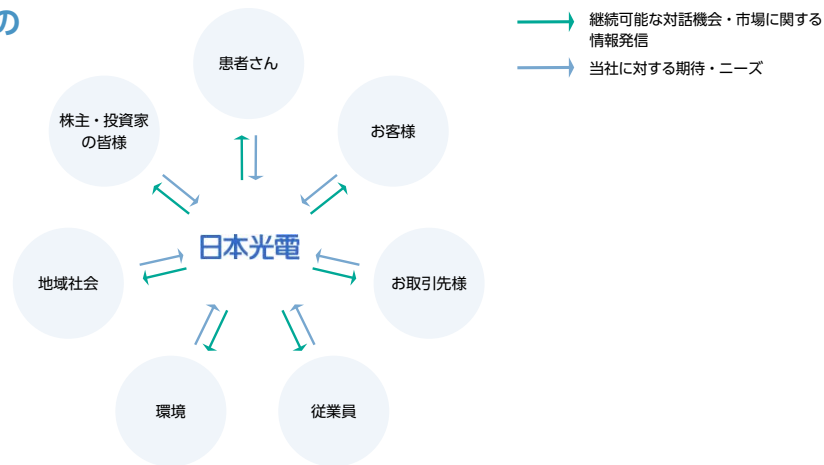 の
継続可能な対話機会・市場に関する
情報発信
当社に対する期待・ニーズ
患者さん
株主・投資家
の皆様
お客様
日本光電
地域社会
お取引先様
環境
従業員